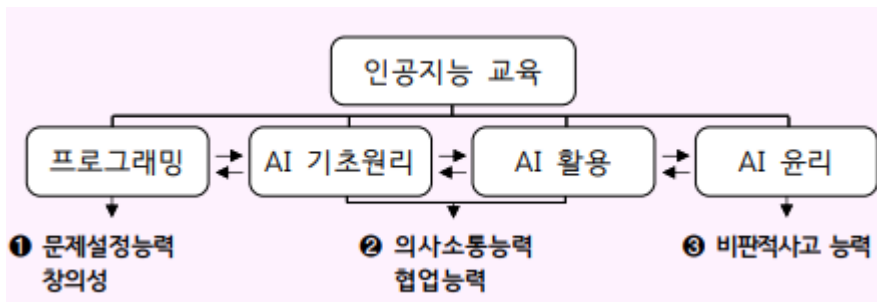 인공지능 교육
프로그래밍
AI 기초원리
AI 활용
AI 윤리
❶ 문제설정능력
창의성
❷ 의사소통능력
협업능력
❸ 비판적사고 능력